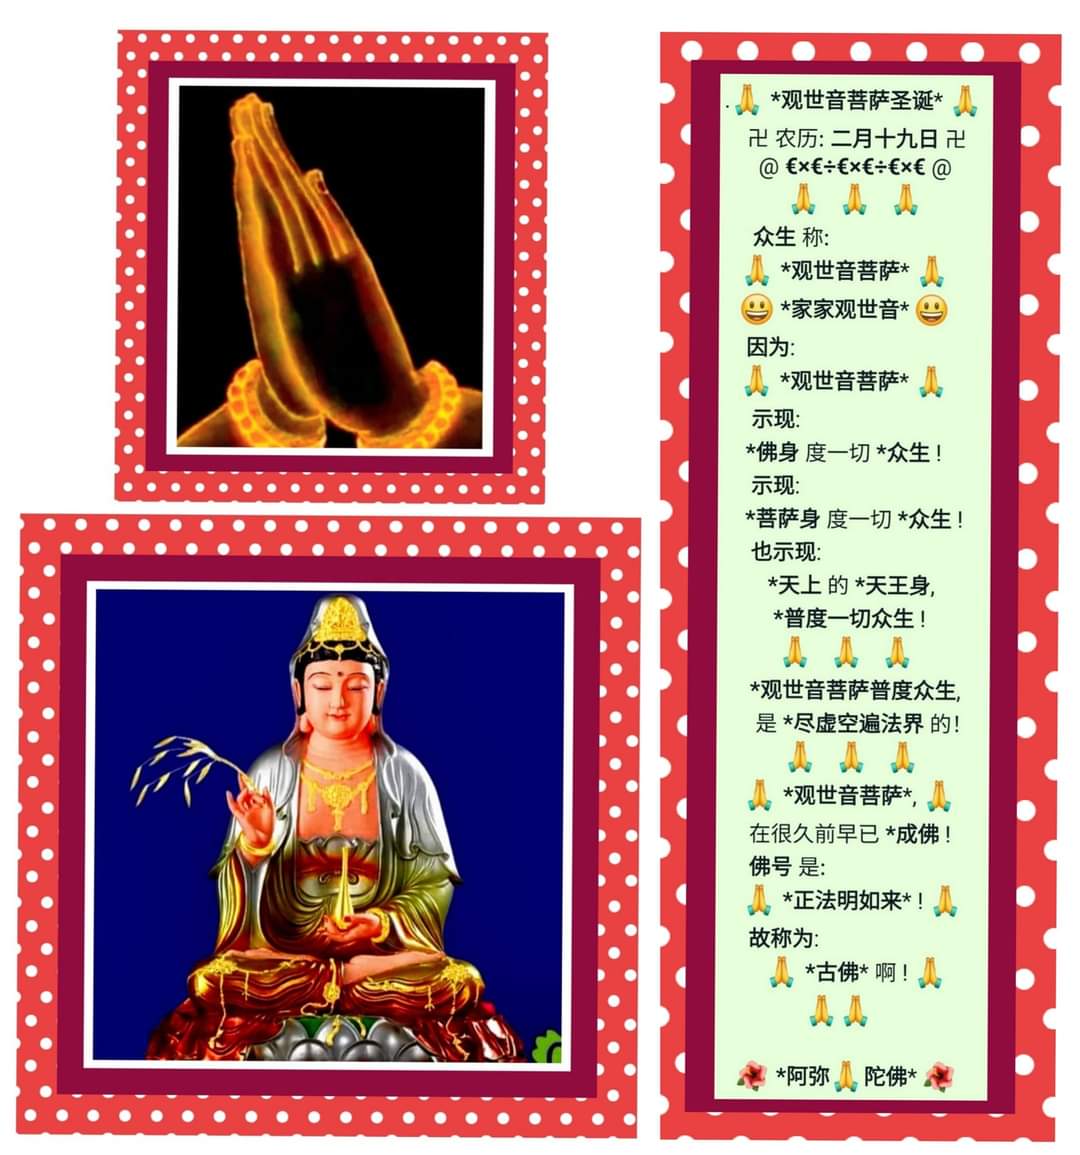 .🙏 *观世音菩萨圣诞* 🙏
卍 农历: 二月十九日 卍
@ €×€÷€×€÷€×€ @
🙏 🙏 🙏
众生 称:
🙏 *观世音菩萨* 🙏
😃 *家家观世音* 😃
因为:
🙏 *观世音菩萨* 🙏
示现:
*佛身 度一切 *众生 !
示现:
*菩萨身 度一切 *众生 !
也示现:
*天上 的 *天王身,
*普度一切众生 !
🙏 🙏 🙏
*观世音菩萨普度众生,
是 *尽虚空遍法界 的!
🙏 🙏 🙏
🙏 *观世音菩萨*, 🙏
在很久前早已 *成佛 !
佛号 是:
🙏 *正法明如来* ! 🙏
故称为:
🙏 *古佛* 啊 ! 🙏
🙏 🙏
🌺 *阿弥 🙏 陀佛* 🌺